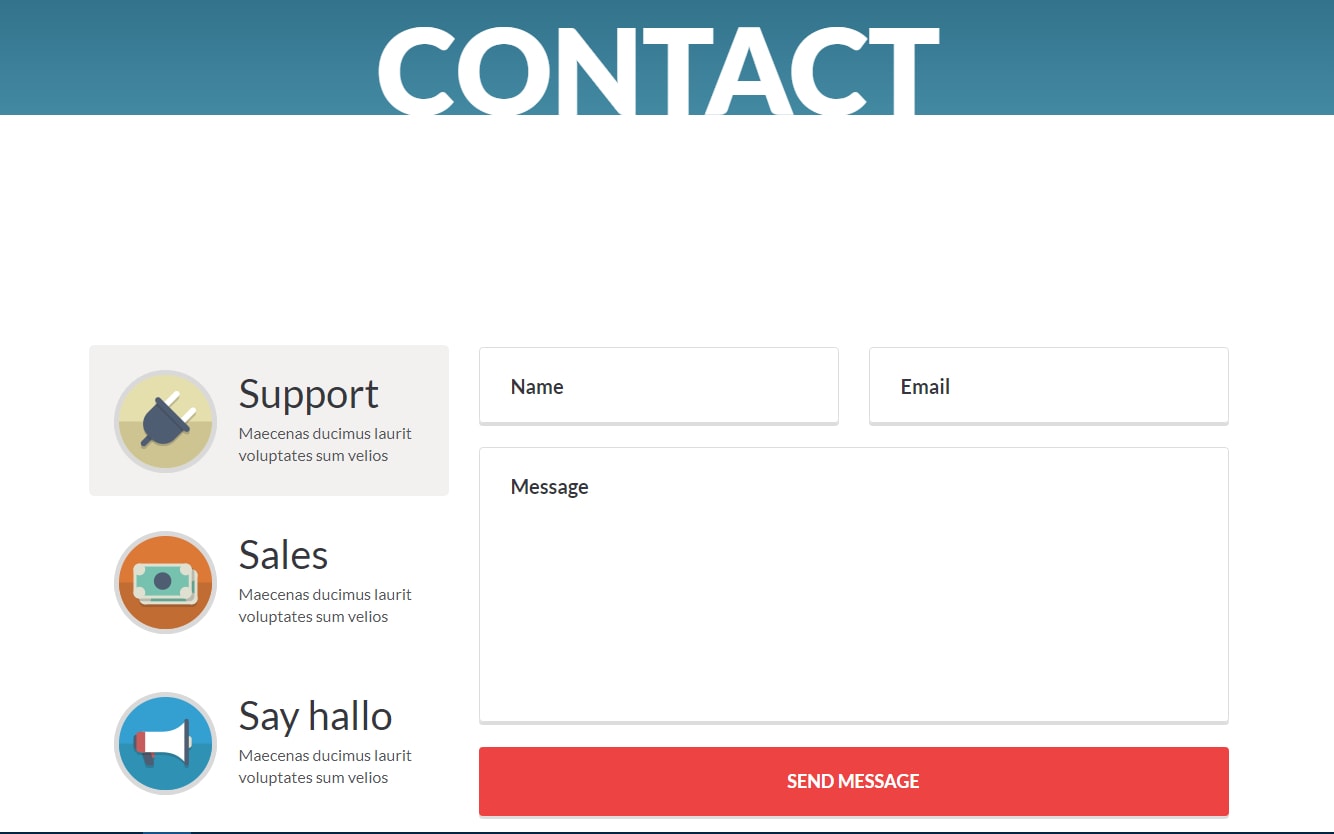 CONTACT
Support
Maecenas ducimus laurit
voluptates sum velios
Sales
Maecenas ducimus laurit
voluptates sum velios
Say hallo
Maecenas ducimus laurit
voluptates sum velios
Name
Email
Message
SEND MESSAGE